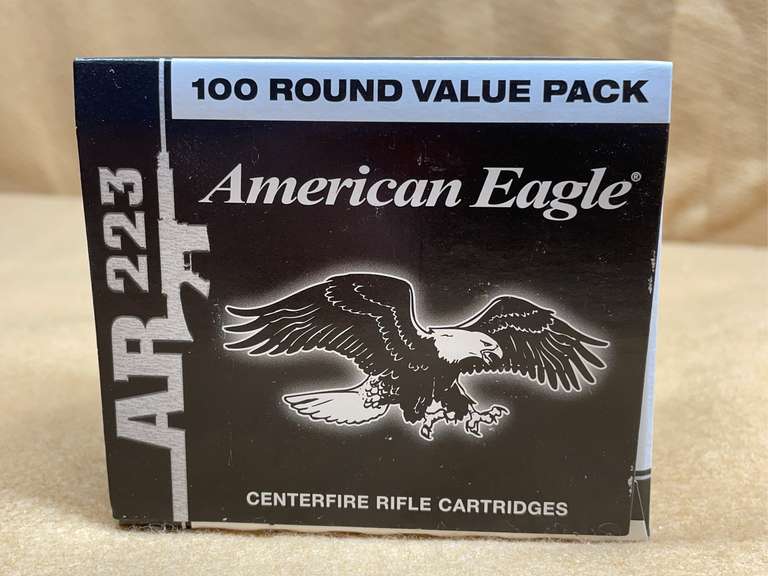 100 ROUND VALUE PACK
American Eagle®
AR 223
CENTERFIRE RIFLE CARTRIDGES